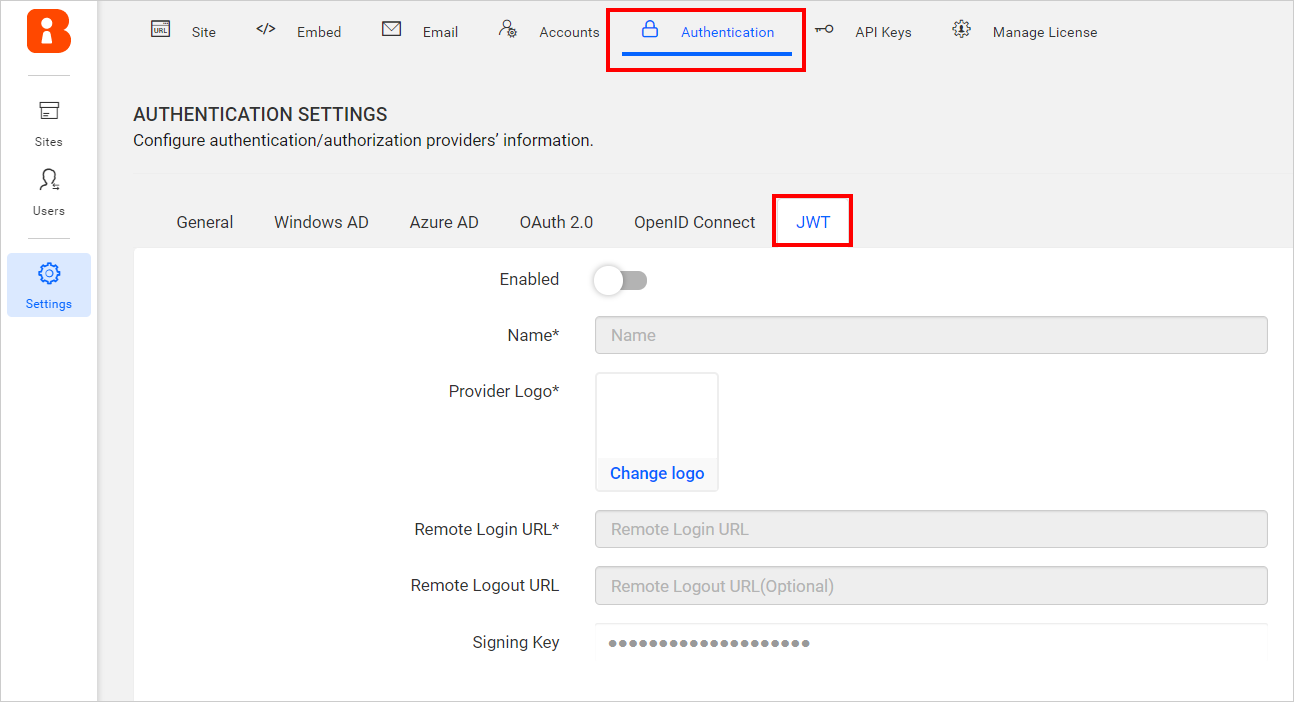 URL Site </> Embed Email Accounts Authentication API Keys Manage License
Sites
Users
Settings
AUTHENTICATION SETTINGS
Configure authentication/authorization providers’ information.
General Windows AD Azure AD OAuth 2.0 OpenID Connect JWT
Enabled
Name* Name
Provider Logo*
Change logo
Remote Login URL* Remote Login URL
Remote Logout URL Remote Logout URL(Optional)
Signing Key ••••••••••••••••••••